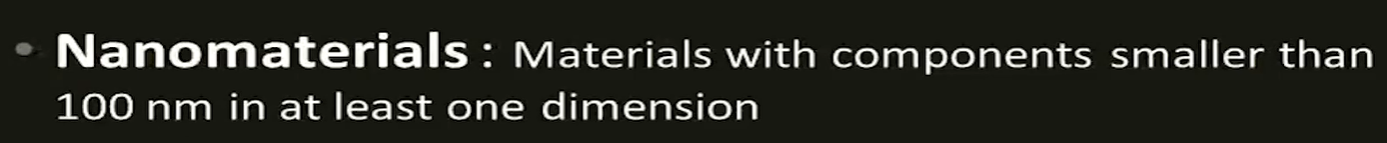 • Nanomaterials : Materials with components smaller than
100 nm in at least one dimension